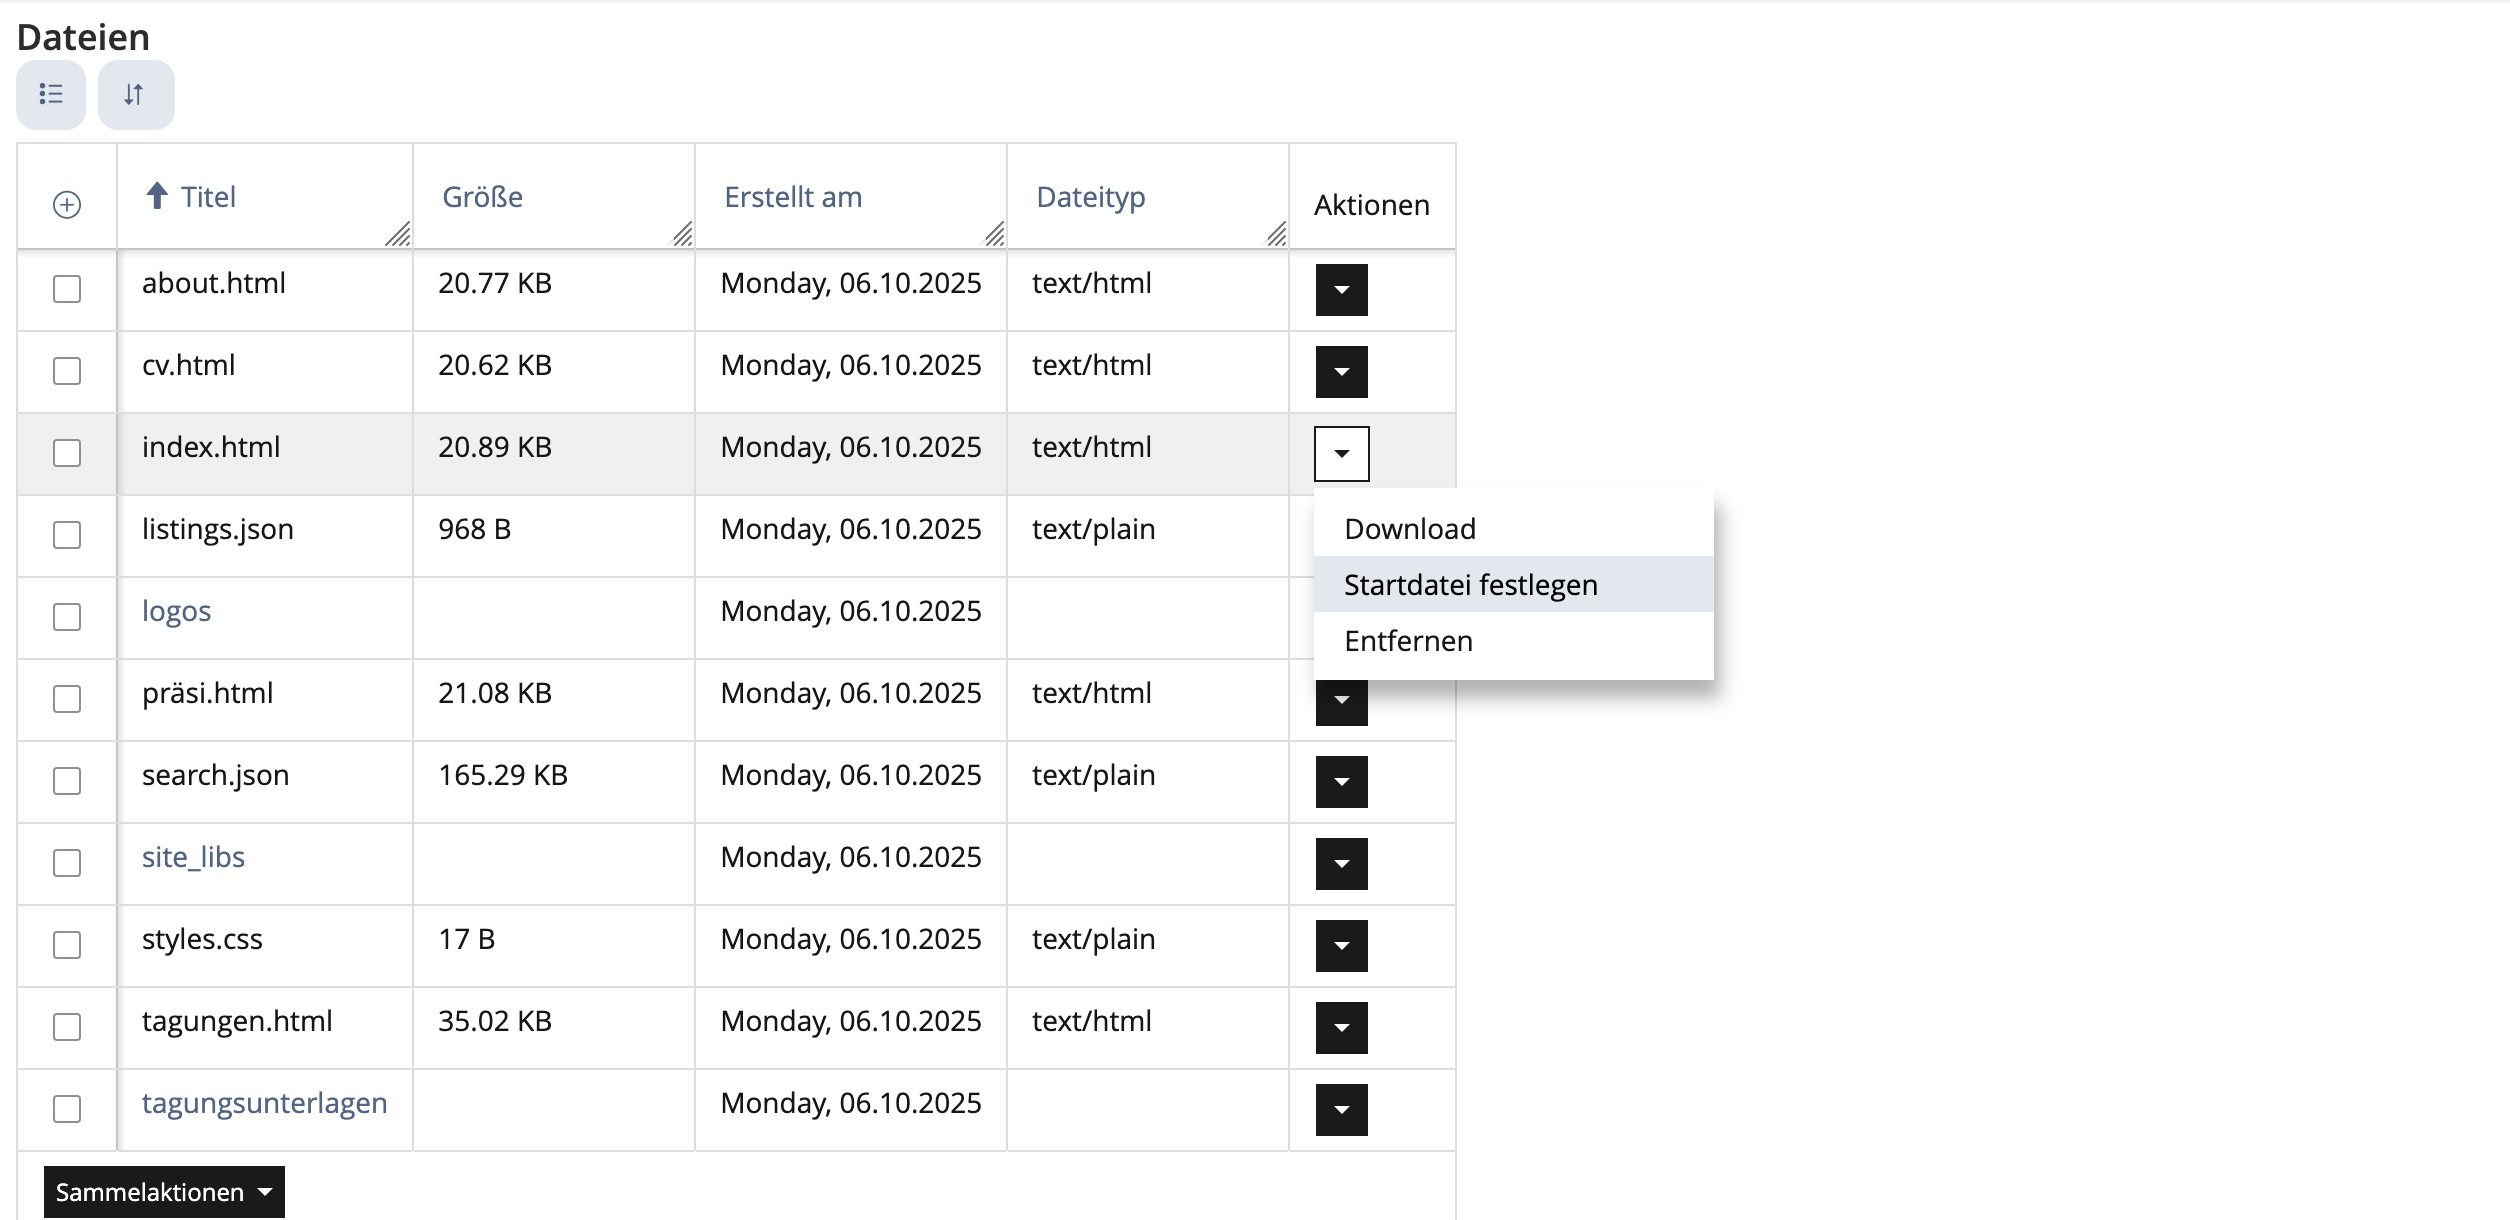 Dateien
Titel Größe Erstellt am Dateityp Aktionen
about.html 20.77 KB Monday, 06.10.2025 text/html
cv.html 20.62 KB Monday, 06.10.2025 text/html
index.html 20.89 KB Monday, 06.10.2025 text/html
listings.json 968 B Monday, 06.10.2025 text/plain
Download
Startdatei festlegen
Entfernen
logos Monday, 06.10.2025
präsi.html 21.08 KB Monday, 06.10.2025 text/html
search.json 165.29 KB Monday, 06.10.2025 text/plain
site_libs Monday, 06.10.2025
styles.css 17 B Monday, 06.10.2025 text/plain
tagungen.html 35.02 KB Monday, 06.10.2025 text/html
tagungsunterlagen Monday, 06.10.2025
Sammelaktionen